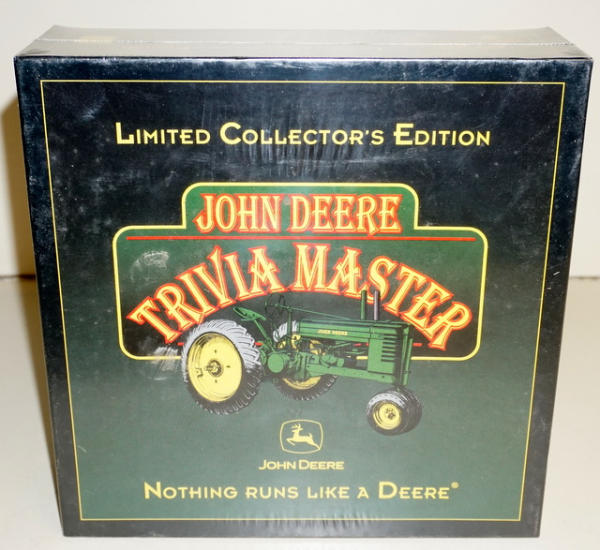 LIMITED COLLECTOR'S EDITION
JOHN DEERE
TRIVIA MASTER
JOHN DEERE
JOHN DEERE
NOTHING RUNS LIKE A DEERE®